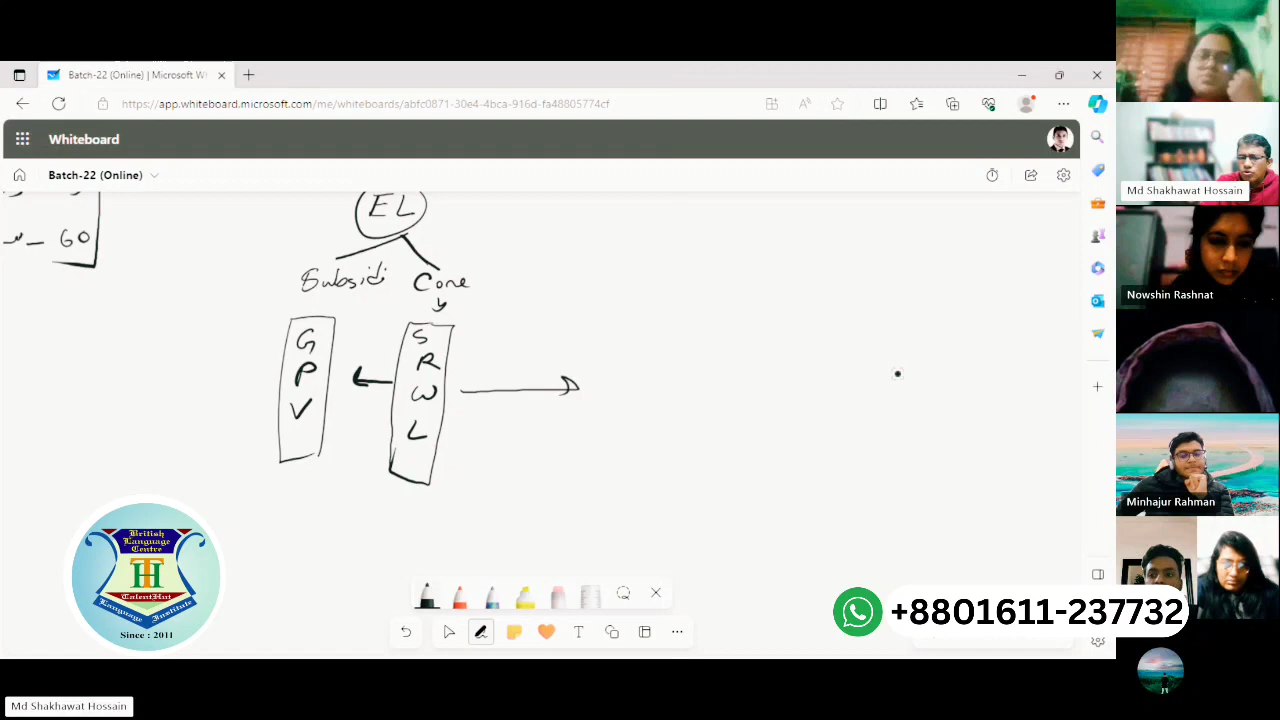 Batch-22 (Online) | Microsoft W
https://app.whiteboard.microsoft.com/me/whiteboards/abfc0871-30e4-4bca-916d-fa48805774cf
Whiteboard
Batch-22 (Online)
60
EL
Subsidi
Core
G
P
V
S
R
W
L
British
Language
Centre
TH
TalentHut
Language Institute
Since : 2011
Md Shakhawat Hossain
Nowshin Rashnat
Minhajur Rahman
+8801611-237732
Md Shakhawat Hossain